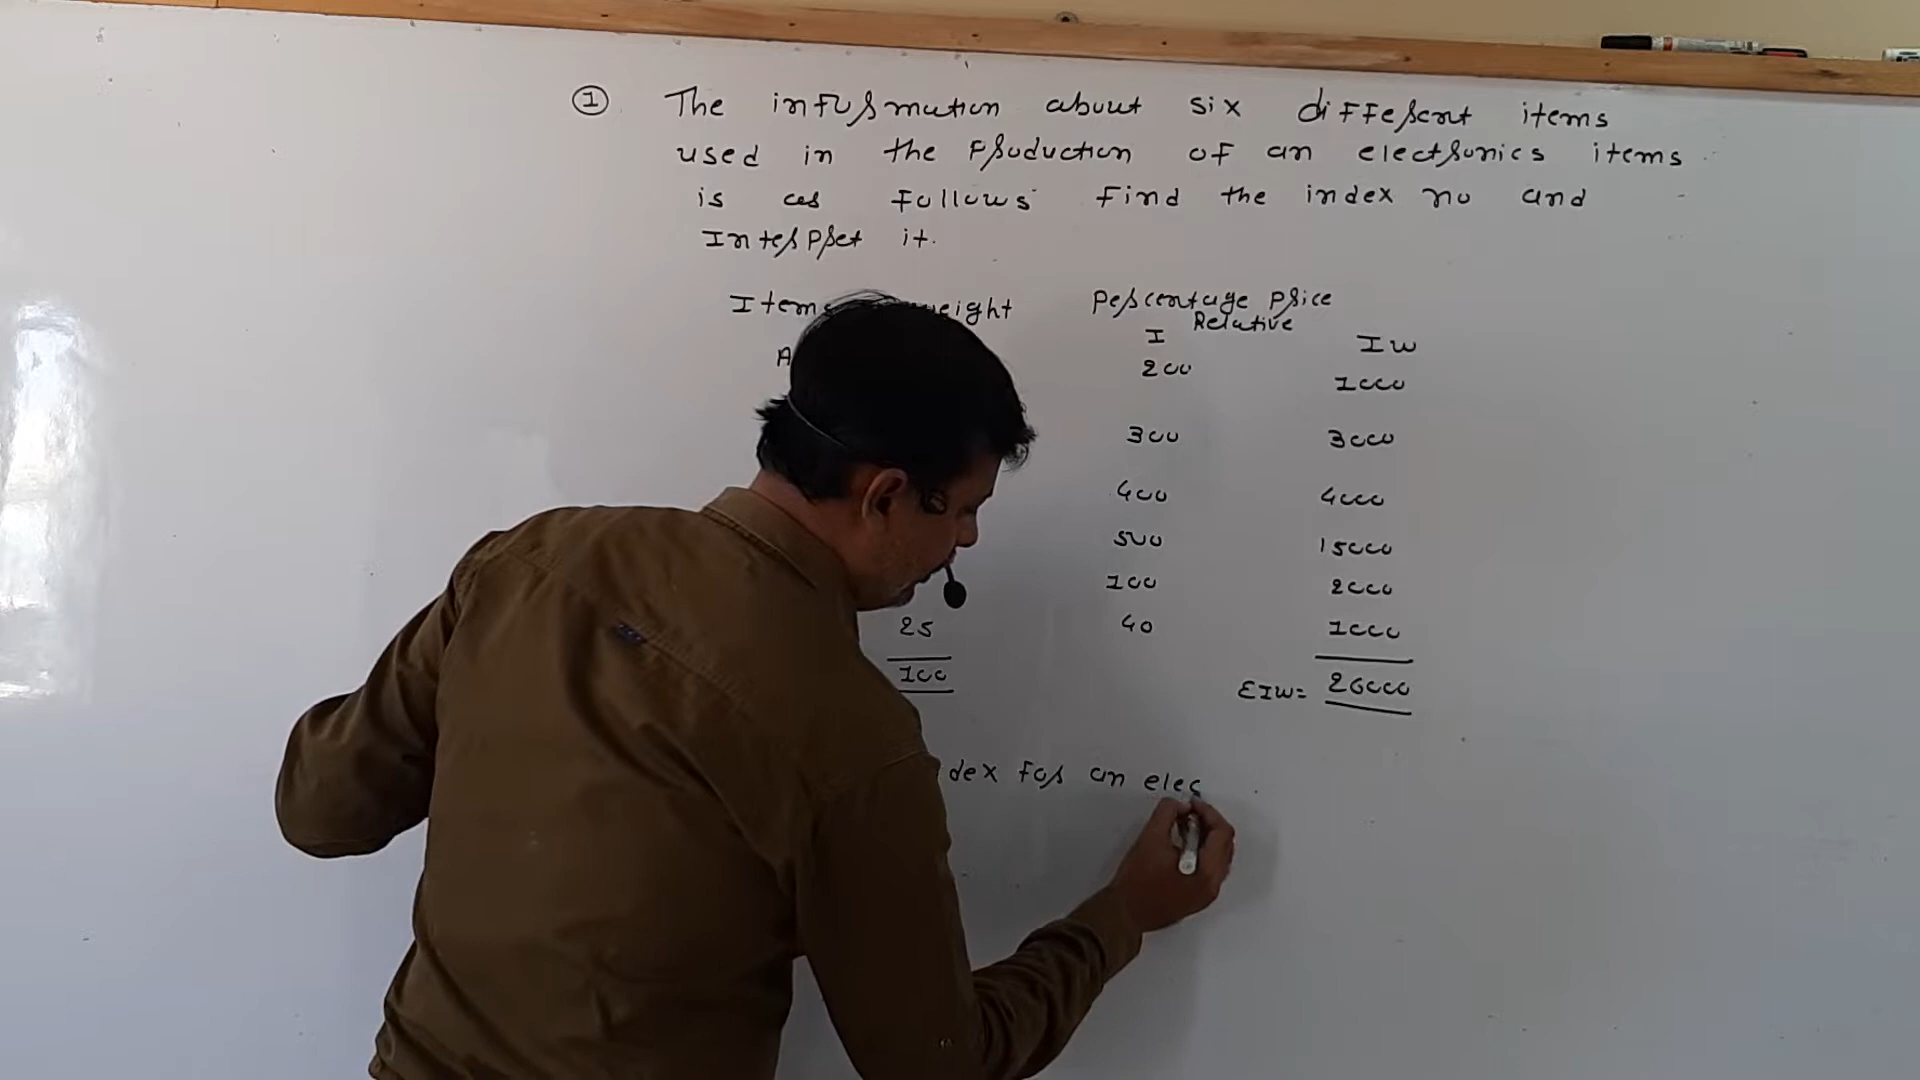 ① The information about six different items
used in the production of an electronics items
is as follows Find the index no and
Interpret it.
Items weight Percentage price
Relative
I IW
A 200 1000
300 3000
400 4000
500 15000
100 2000
25 40 1000
100 ΣIW= 26000
dex for an elec